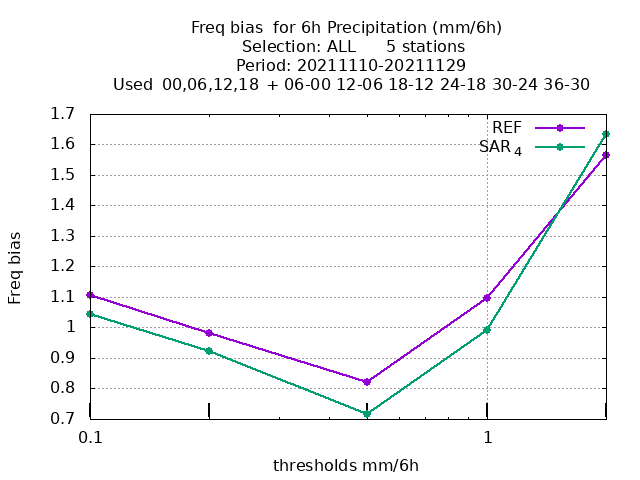 Freq bias  for 6h Precipitation (mm/6h)
Selection: ALL      5 stations
Period: 20211110-20211129
Used  00,06,12,18  + 06-00 12-06 18-12 24-18 30-24 36-30
1.7
REF
1.6
SAR 4
1.5
1.4
1.3
1.2
1.1
1
0.9
0.8
0.7
Freq bias
0.1
1
thresholds mm/6h